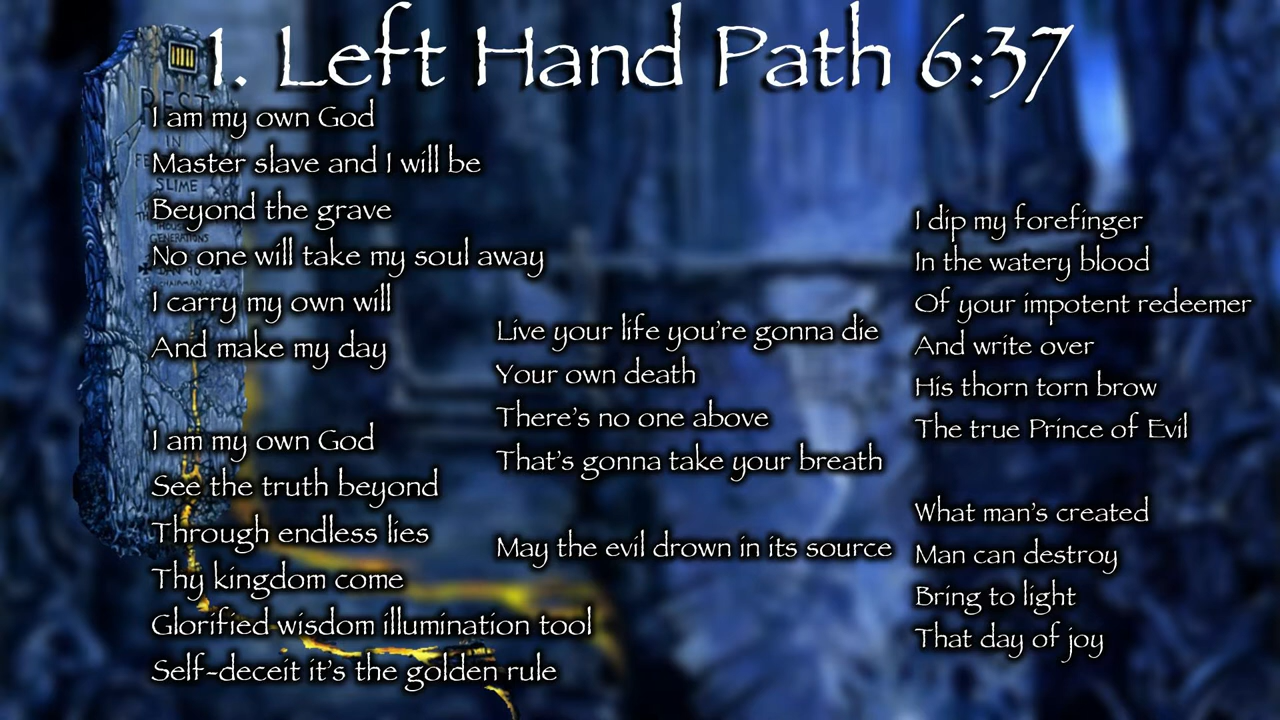 1. Left Hand Path 6:37
I am my own God
Master slave and I will be
Beyond the grave
No one will take my soul away
I carry my own will
And make my day
I am my own God
See the truth beyond
Through endless lies
Thy kingdom come
Glorified wisdom illumination tool
Self-deceit it's the golden rule
Live your life you're gonna die
Your own death
There's no one above
That's gonna take your breath
May the evil drown in its source
I dip my forefinger
In the watery blood
Of your impotent redeemer
And write over
His thorn torn brow
The true Prince of Evil
What man's created
Man can destroy
Bring to light
That day of joy
REST
IN
SLIME
GENERATIONS